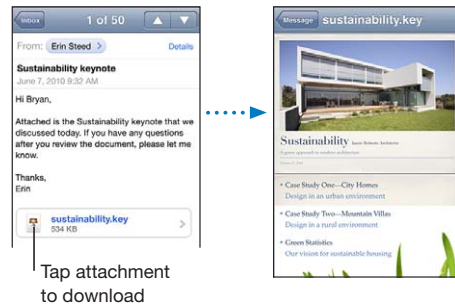 Inbox 1 of 50
From: Erin Steed Details
Sustainability keynote
June 7, 2010 9:32 AM
Hi Bryan,
Attached is the Sustainability keynote that we
discussed today. If you have any questions
after you review the document, please let me
know.
Thanks,
Erin
sustainability.key
534 KB
Tap attachment
to download
Message sustainability.key
Sustainability
• Case Study One—City Homes
Design in an urban environment
• Case Study Two—Mountain Villas
Design in a rural environment
• Green Statistics
Our vision for sustainable housing